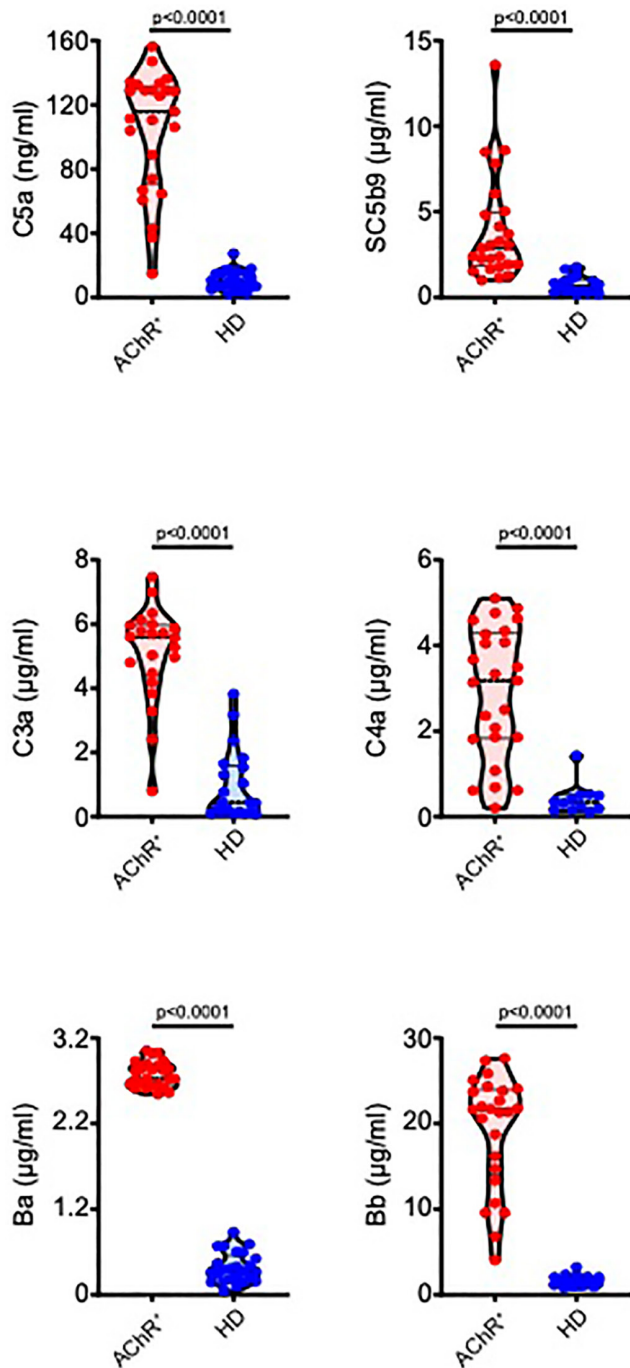 p<0.0001
160
120
80
40
0
C5a (ng/ml)
AChR+
HD
p<0.0001
15
10
5
0
SC5b9 (µg/ml)
AChR+
HD
p<0.0001
8
6
4
2
0
C3a (µg/ml)
AChR+
HD
p<0.0001
6
4
2
0
C4a (µg/ml)
AChR+
HD
p<0.0001
3.2
2.2
1.2
0
Ba (µg/ml)
AChR+
HD
p<0.0001
30
20
10
0
Bb (µg/ml)
AChR+
HD